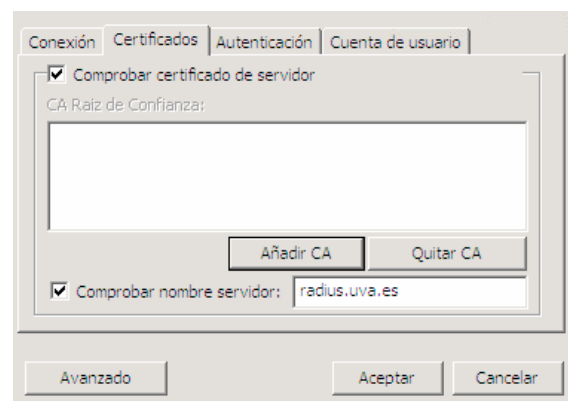 Conexión Certificados Autenticación Cuenta de usuario
Comprobar certificado de servidor
CA Raiz de Confianza:
Añadir CA Quitar CA
Comprobar nombre servidor: radius.uva.es
Avanzado Aceptar Cancelar